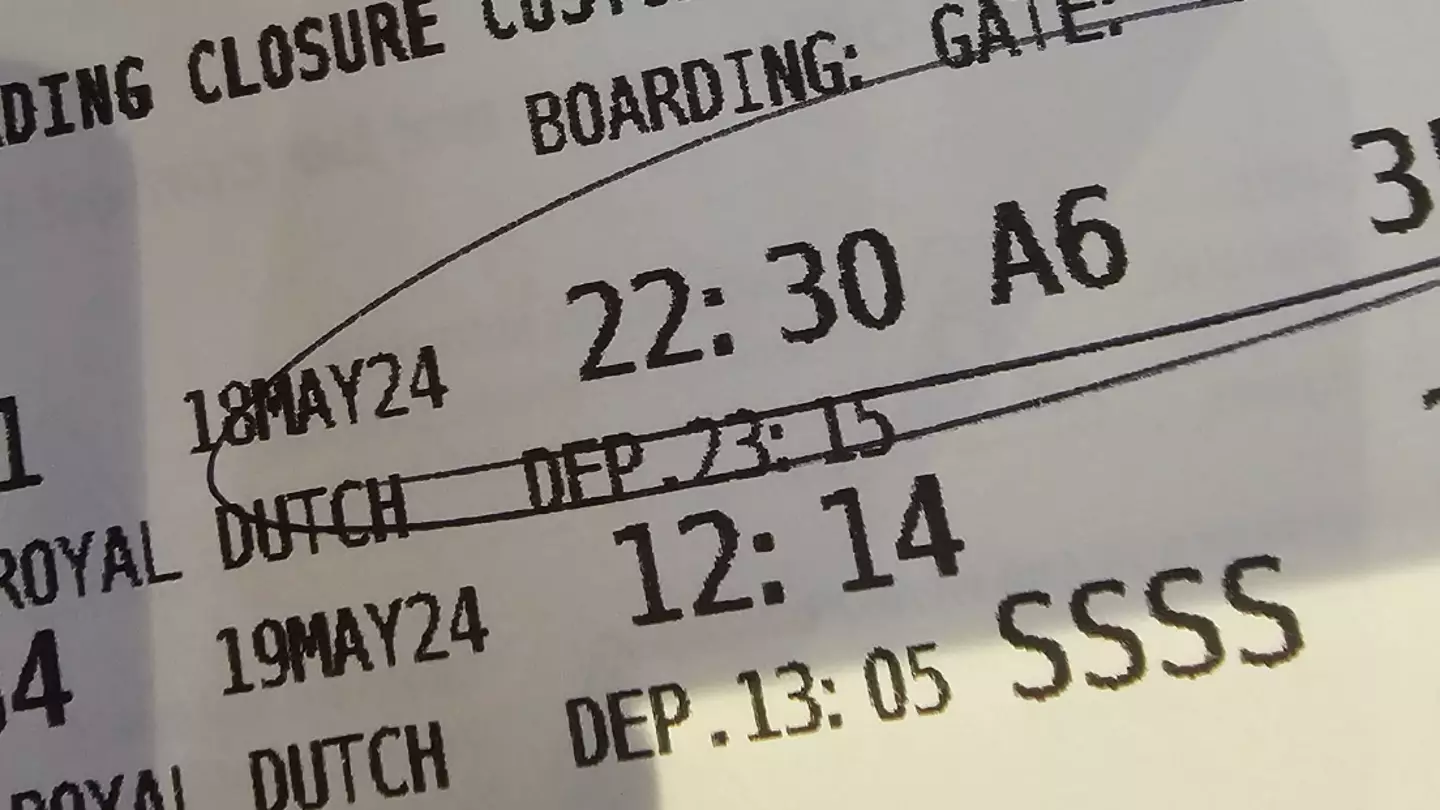 DING CLOSURE
BOARDING: GATE:
18MAY24 22:30 A6
ROYAL DUTCH DEP.23:15
19MAY24 12:14
ROYAL DUTCH DEP.13:05 SSSS